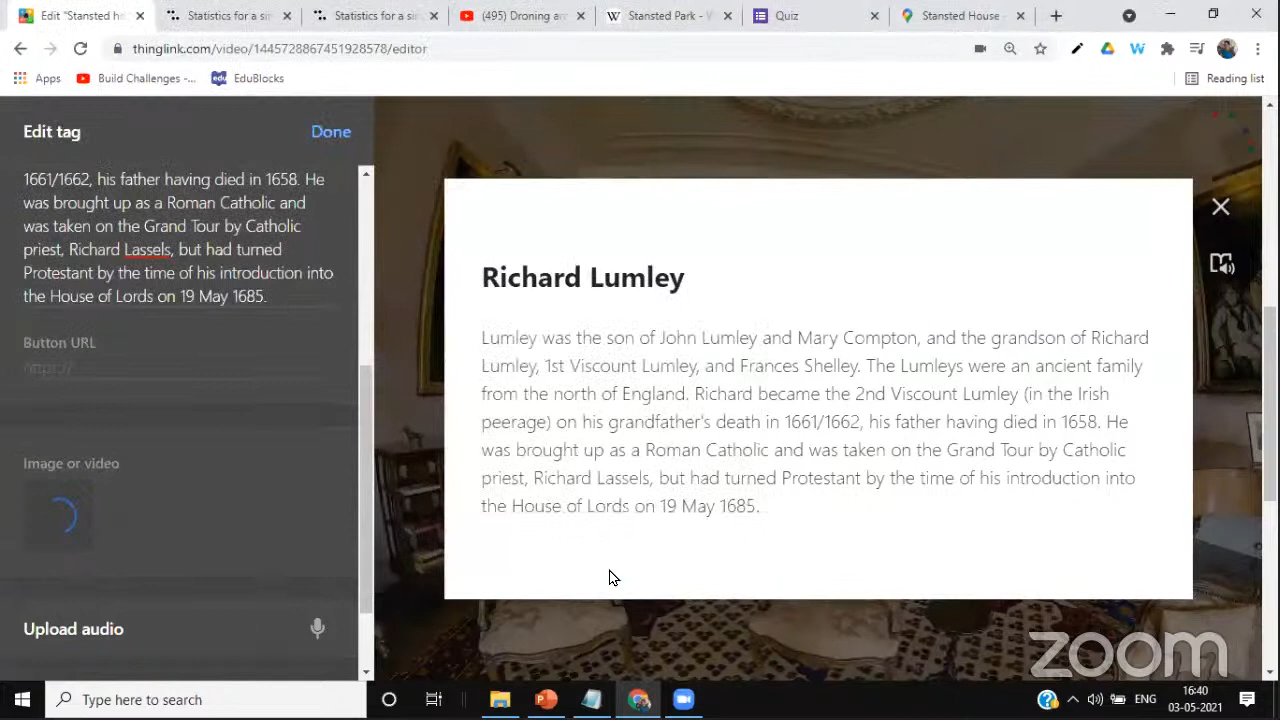 Edit "Stansted h
Statistics for a sin
Statistics for a sin
(495) Droning ar
Stansted Park - W
Quiz
Stansted House -
thinglink.com/video/1445728867451928578/editor
Apps
Build Challenges -...
EduBlocks
Reading list
Edit tag
Done
1661/1662, his father having died in 1658. He
was brought up as a Roman Catholic and
was taken on the Grand Tour by Catholic
priest, Richard Lassels, but had turned
Protestant by the time of his introduction into
the House of Lords on 19 May 1685.
Button URL
http://
Image or video
Upload audio
Richard Lumley
Lumley was the son of John Lumley and Mary Compton, and the grandson of Richard
Lumley, 1st Viscount Lumley, and Frances Shelley. The Lumleys were an ancient family
from the north of England. Richard became the 2nd Viscount Lumley (in the Irish
peerage) on his grandfather's death in 1661/1662, his father having died in 1658. He
was brought up as a Roman Catholic and was taken on the Grand Tour by Catholic
priest, Richard Lassels, but had turned Protestant by the time of his introduction into
the House of Lords on 19 May 1685.
zoom
Type here to search
ENG
16:40
03-05-2021